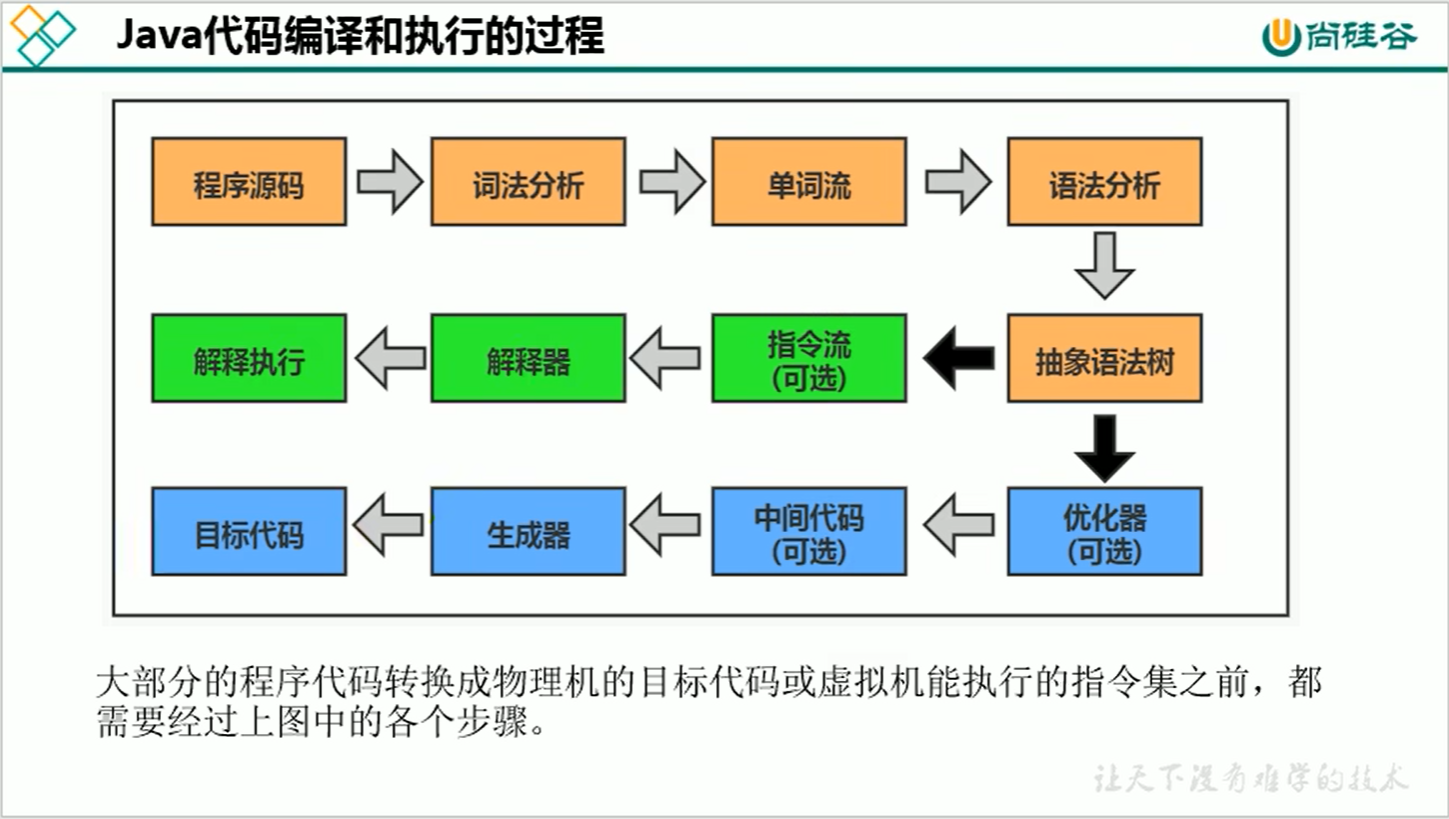 Java代码编译和执行的过程
尚硅谷
程序源码
词法分析
单词流
语法分析
解释执行
解释器
指令流
(可选)
抽象语法树
目标代码
生成器
中间代码
(可选)
优化器
(可选)
大部分的程序代码转换成物理机的目标代码或虚拟机能执行的指令集之前，都
需要经过上图中的各个步骤。
让天下没有难学的技术